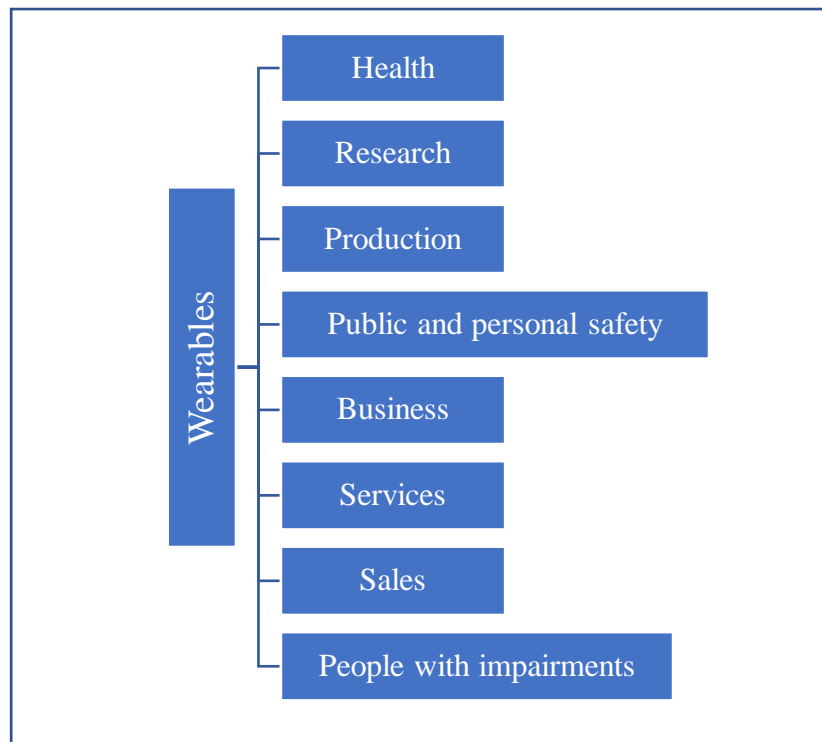 Wearables
Health
Research
Production
Public and personal safety
Business
Services
Sales
People with impairments